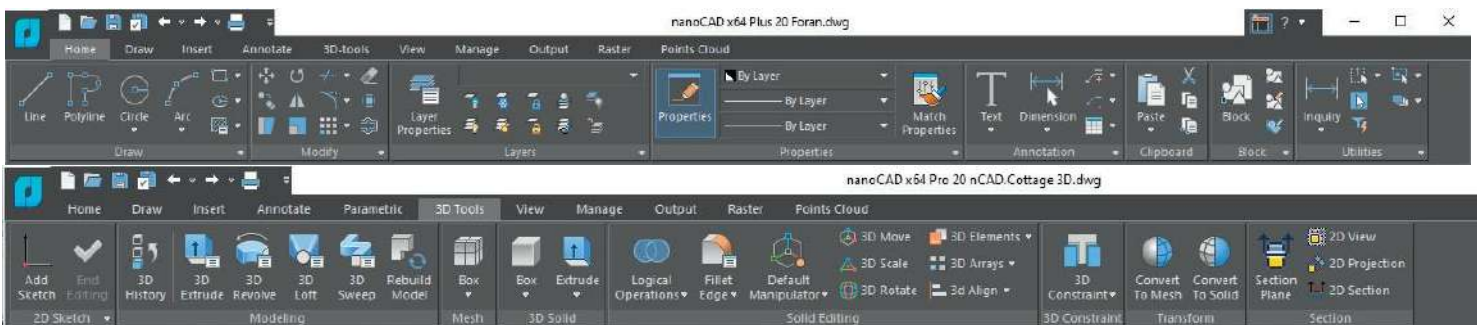 nanoCAD x64 Plus 20 Foran.dwg
?
Home Draw Insert Annotate 3D-tools View Manage Output Raster Points Cloud
By Layer
By Layer
By Layer
Line Polyline Circle Arc
Layer Properties
Properties
Match Properties
Text Dimension
Paste
Block
Inquiry
Draw Modify Layers Properties Annotation Clipboard Block Utilities
nanoCAD x64 Pro 20 nCAD.Cottage 3D.dwg
Home Draw Insert Annotate Parametric 3D Tools View Manage Output Raster Points Cloud
Add Sketch
End Editing
3D History
3D Extrude
3D Revolve
3D Loft
3D Sweep
Rebuild Model
Box
Box
Extrude
Logical Operations
Fillet Edge
Default Manipulator
3D Move 3D Elements
3D Scale 3D Arrays
3D Rotate 3d Align
3D Constraint
Convert To Mesh
Convert To Solid
Section Plane
2D View
2D Projection
2D Section
2D Sketch Modeling Mesh 3D Solid Solid Editing 3D Constraint Transform Section